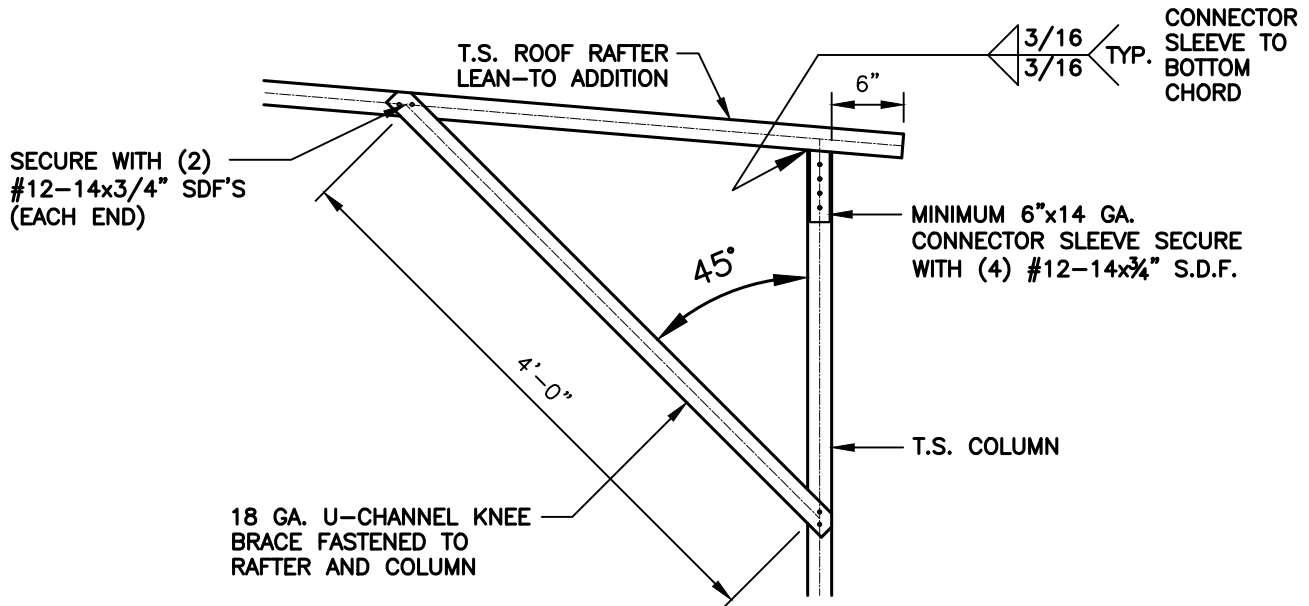 T.S. ROOF RAFTER
LEAN-TO ADDITION
3/16
3/16
TYP.
CONNECTOR
SLEEVE TO
BOTTOM
CHORD
6"
SECURE WITH (2)
#12-14x3/4" SDF'S
(EACH END)
MINIMUM 6"x14 GA.
CONNECTOR SLEEVE SECURE
WITH (4) #12-14x¾" S.D.F.
45°
4'-0"
T.S. COLUMN
18 GA. U-CHANNEL KNEE
BRACE FASTENED TO
RAFTER AND COLUMN